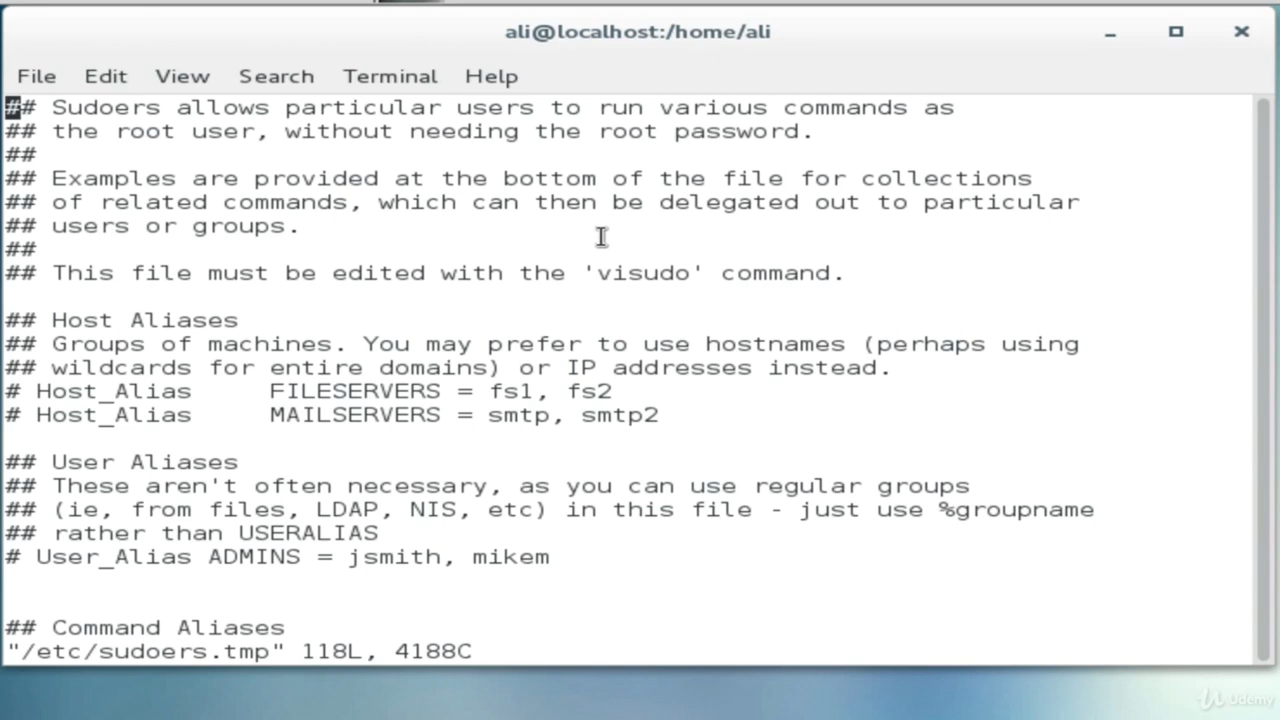 ali@localhost:/home/ali
File Edit View Search Terminal Help
## Sudoers allows particular users to run various commands as
## the root user, without needing the root password.
##
## Examples are provided at the bottom of the file for collections
## of related commands, which can then be delegated out to particular
## users or groups.
##
## This file must be edited with the 'visudo' command.
## Host Aliases
## Groups of machines. You may prefer to use hostnames (perhaps using
## wildcards for entire domains) or IP addresses instead.
# Host_Alias     FILESERVERS = fs1, fs2
# Host_Alias     MAILSERVERS = smtp, smtp2
## User Aliases
## These aren't often necessary, as you can use regular groups
## (ie, from files, LDAP, NIS, etc) in this file - just use %groupname
## rather than USERALIAS
# User_Alias ADMINS = jsmith, mikem
## Command Aliases
"/etc/sudoers.tmp" 118L, 4188C
Udemy